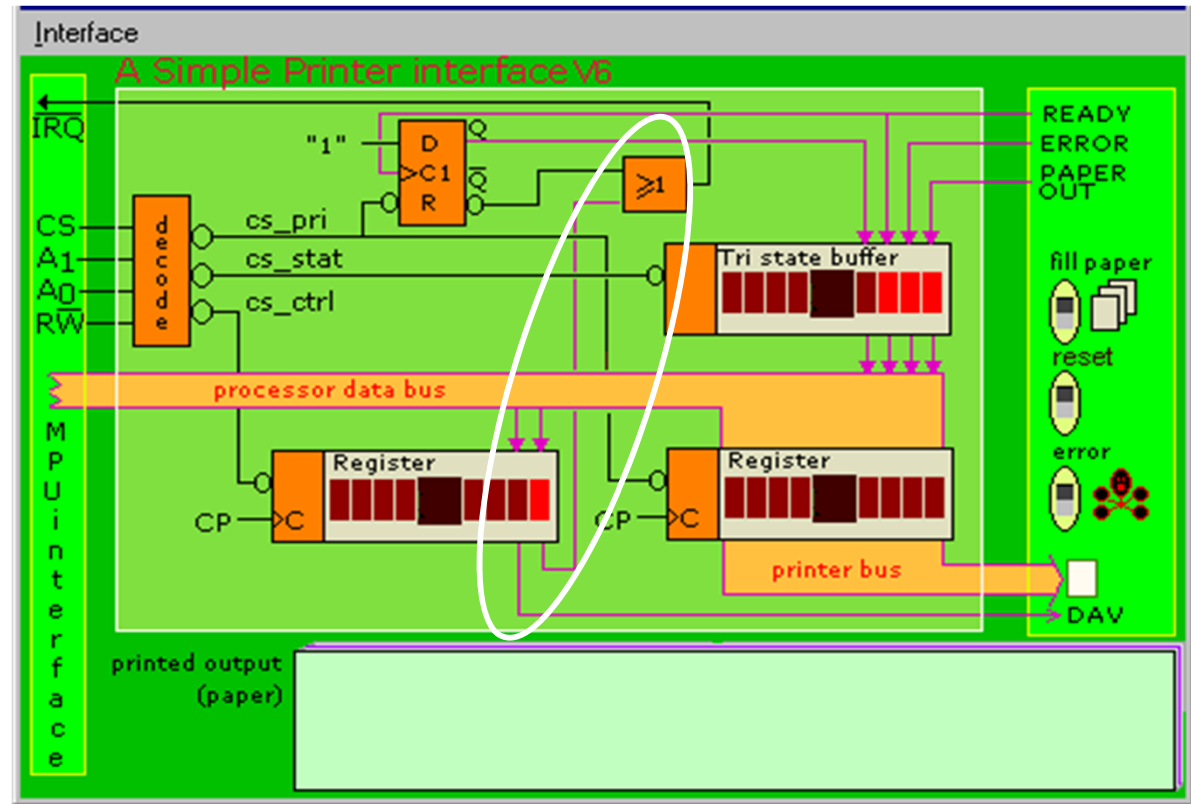 Interface
A Simple Printer interface V6
IRQ
"1"
D
C1
R
Q
Q
≥1
READY
ERROR
PAPER
OUT
CS
A1
A0
RW
decode
cs_pri
cs_stat
cs_ctrl
Tri state buffer
fill paper
reset
error
processor data bus
MPU interface
Register
CP
C
Register
CP
C
printer bus
DAV
printed output
(paper)